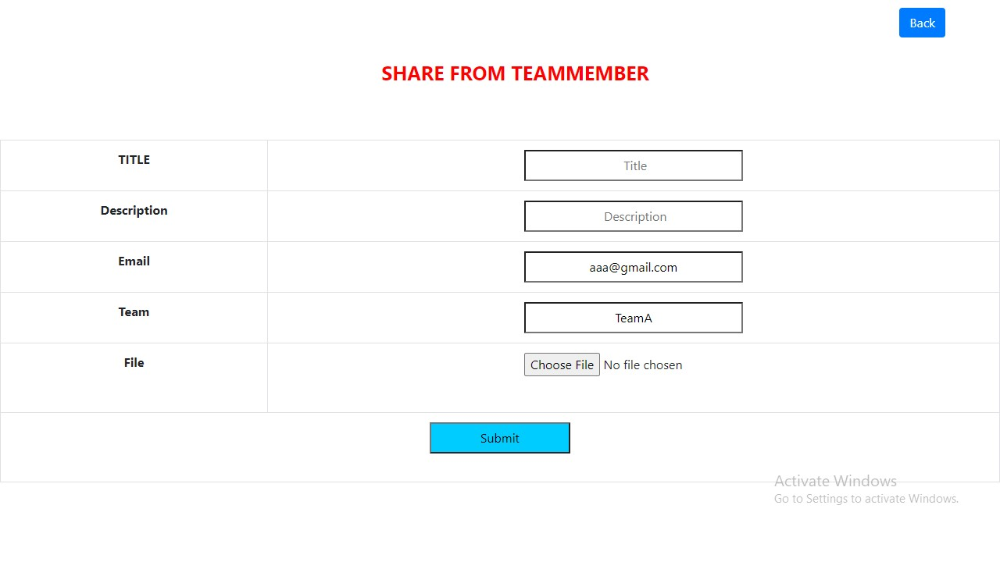 Back
SHARE FROM TEAMMEMBER
TITLE
Title
Description
Description
Email
aaa@gmail.com
Team
TeamA
File
Choose File No file chosen
Submit
Activate Windows
Go to Settings to activate Windows.